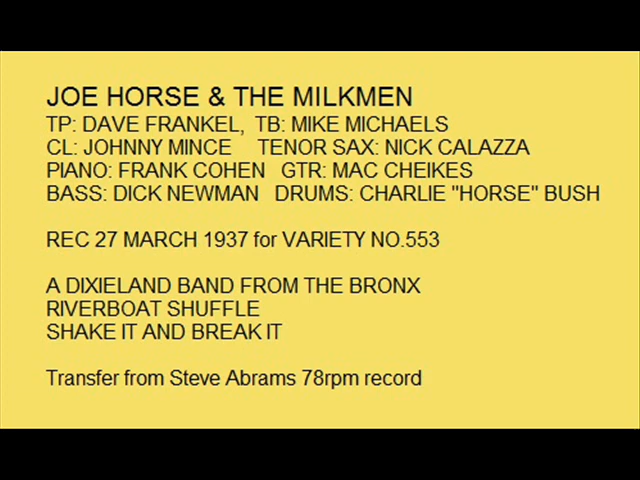 JOE HORSE & THE MILKMEN
TP: DAVE FRANKEL, TB: MIKE MICHAELS
CL: JOHNNY MINCE TENOR SAX: NICK CALAZZA
PIANO: FRANK COHEN GTR: MAC CHEIKES
BASS: DICK NEWMAN DRUMS: CHARLIE "HORSE" BUSH
REC 27 MARCH 1937 for VARIETY NO.553
A DIXIELAND BAND FROM THE BRONX
RIVERBOAT SHUFFLE
SHAKE IT AND BREAK IT
Transfer from Steve Abrams 78rpm record